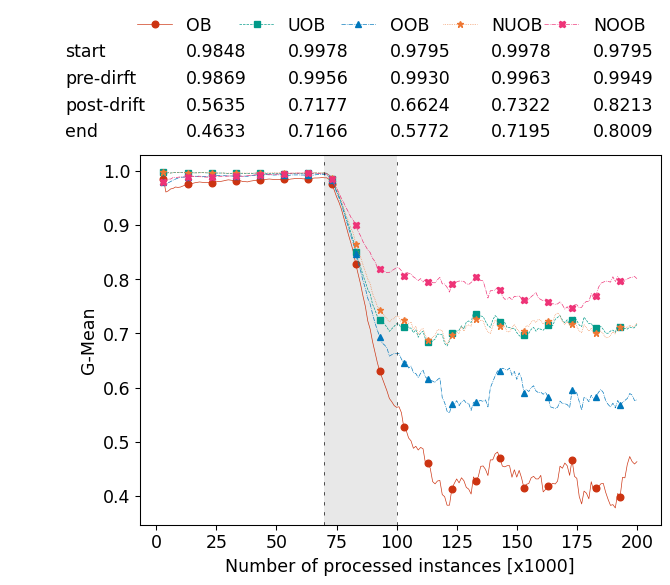 OB UOB OOB NUOB NOOB
start 0.9848 0.9978 0.9795 0.9978 0.9795
pre-dirft 0.9869 0.9956 0.9930 0.9963 0.9949
post-drift 0.5635 0.7177 0.6624 0.7322 0.8213
end 0.4633 0.7166 0.5772 0.7195 0.8009
1.0
0.9
0.8
0.7
0.6
0.5
0.4
G-Mean
0 25 50 75 100 125 150 175 200
Number of processed instances [x1000]